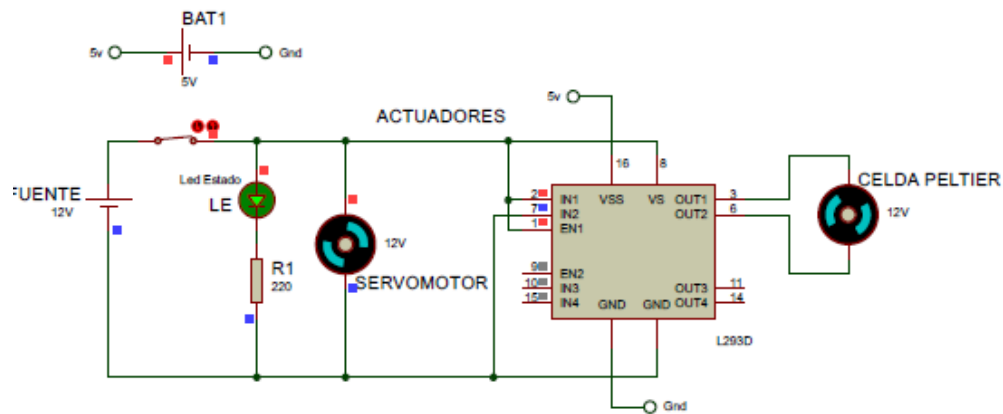 BAT1
5v
Gnd
5V
5v
ACTUADORES
16
8
Led Estado
LE
FUENTE
12V
2
IN1
VSS
VS
OUT1
3
CELDA PELTIER
7
IN2
OUT2
6
12V
1
EN1
12V
R1
220
SERVOMOTOR
9
EN2
10
IN3
OUT3
11
15
IN4
GND
GND
OUT4
14
L293D
Gnd